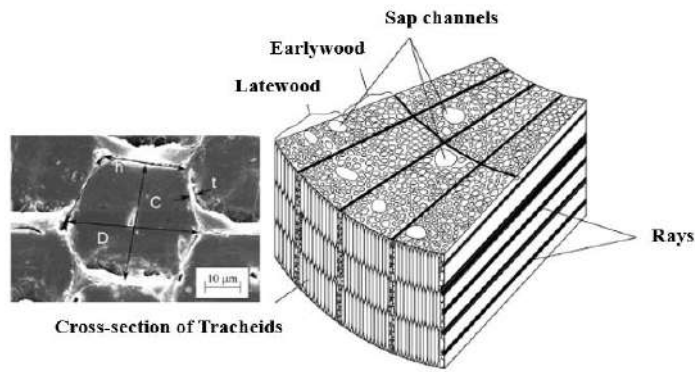 Sap channels
Earlywood
Latewood
h
C
t
D
10 μm
Rays
Cross-section of Tracheids